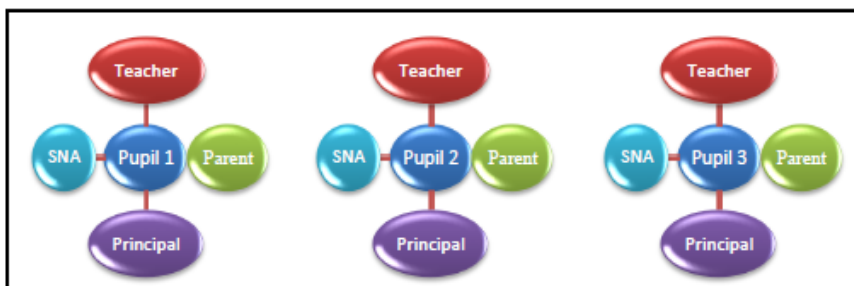 Teacher
Teacher
Teacher
SNA
Pupil 1
Parent
SNA
Pupil 2
Parent
SNA
Pupil 3
Parent
Principal
Principal
Principal